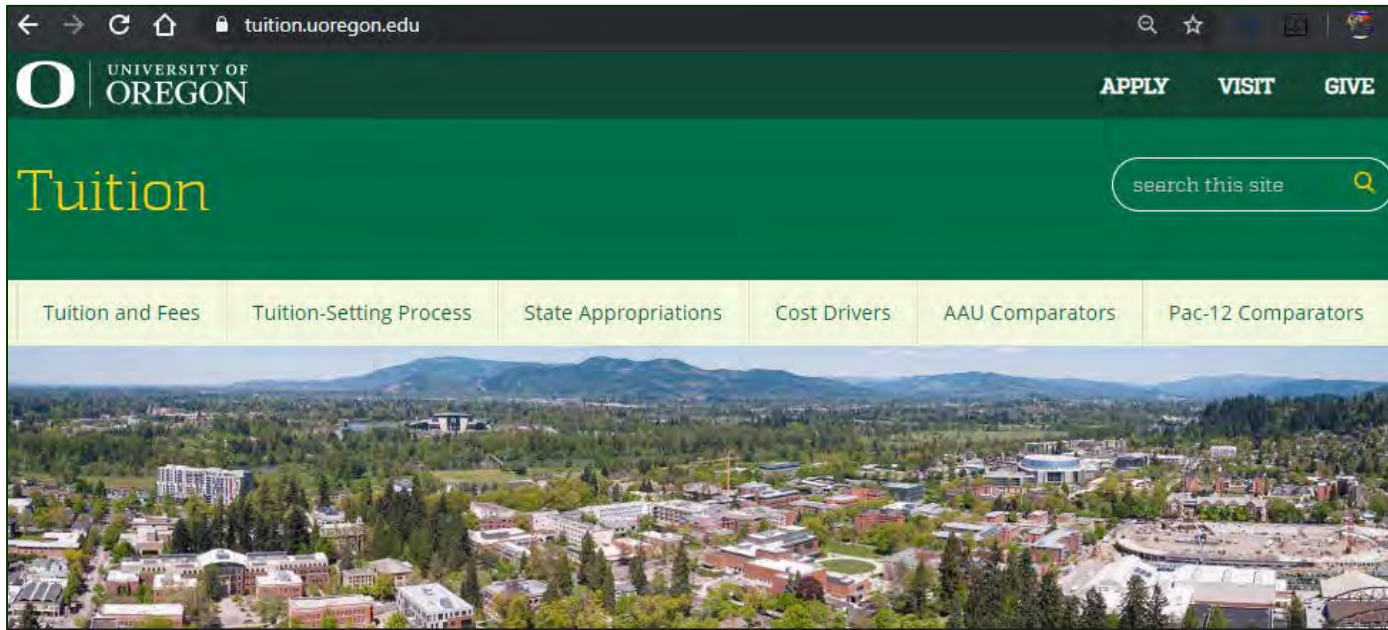 tuition.uoregon.edu
O UNIVERSITY OF
OREGON
APPLY VISIT GIVE
Tuition
search this site
Tuition and Fees Tuition-Setting Process State Appropriations Cost Drivers AAU Comparators Pac-12 Comparators